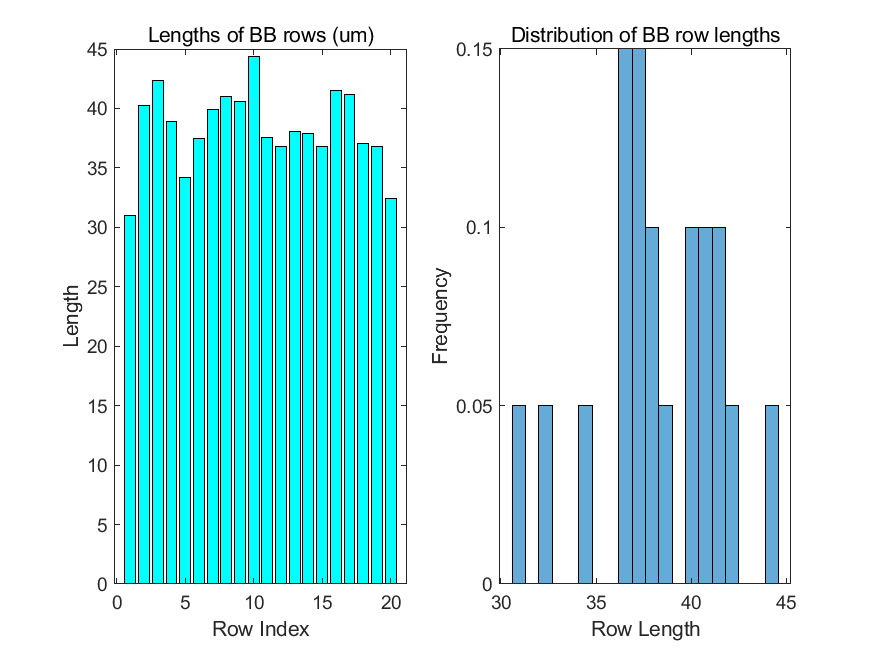 Lengths of BB rows (um)
45
40
35
30
25
20
15
10
5
0
Length
0 5 10 15 20
Row Index
Distribution of BB row lengths
0.15
0.1
0.05
0
Frequency
30 35 40 45
Row Length